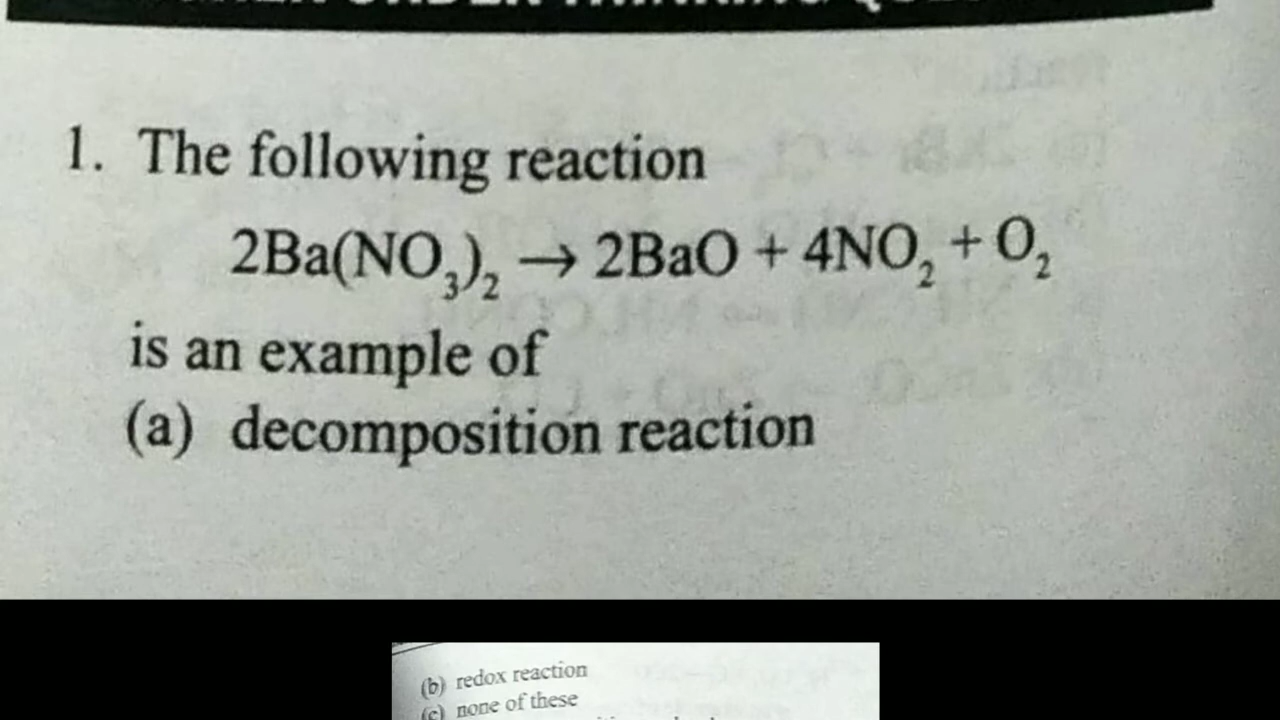 1. The following reaction
2Ba(NO₃)₂ → 2BaO + 4NO₂ + O₂
is an example of
(a) decomposition reaction
(b) redox reaction
(c) none of these